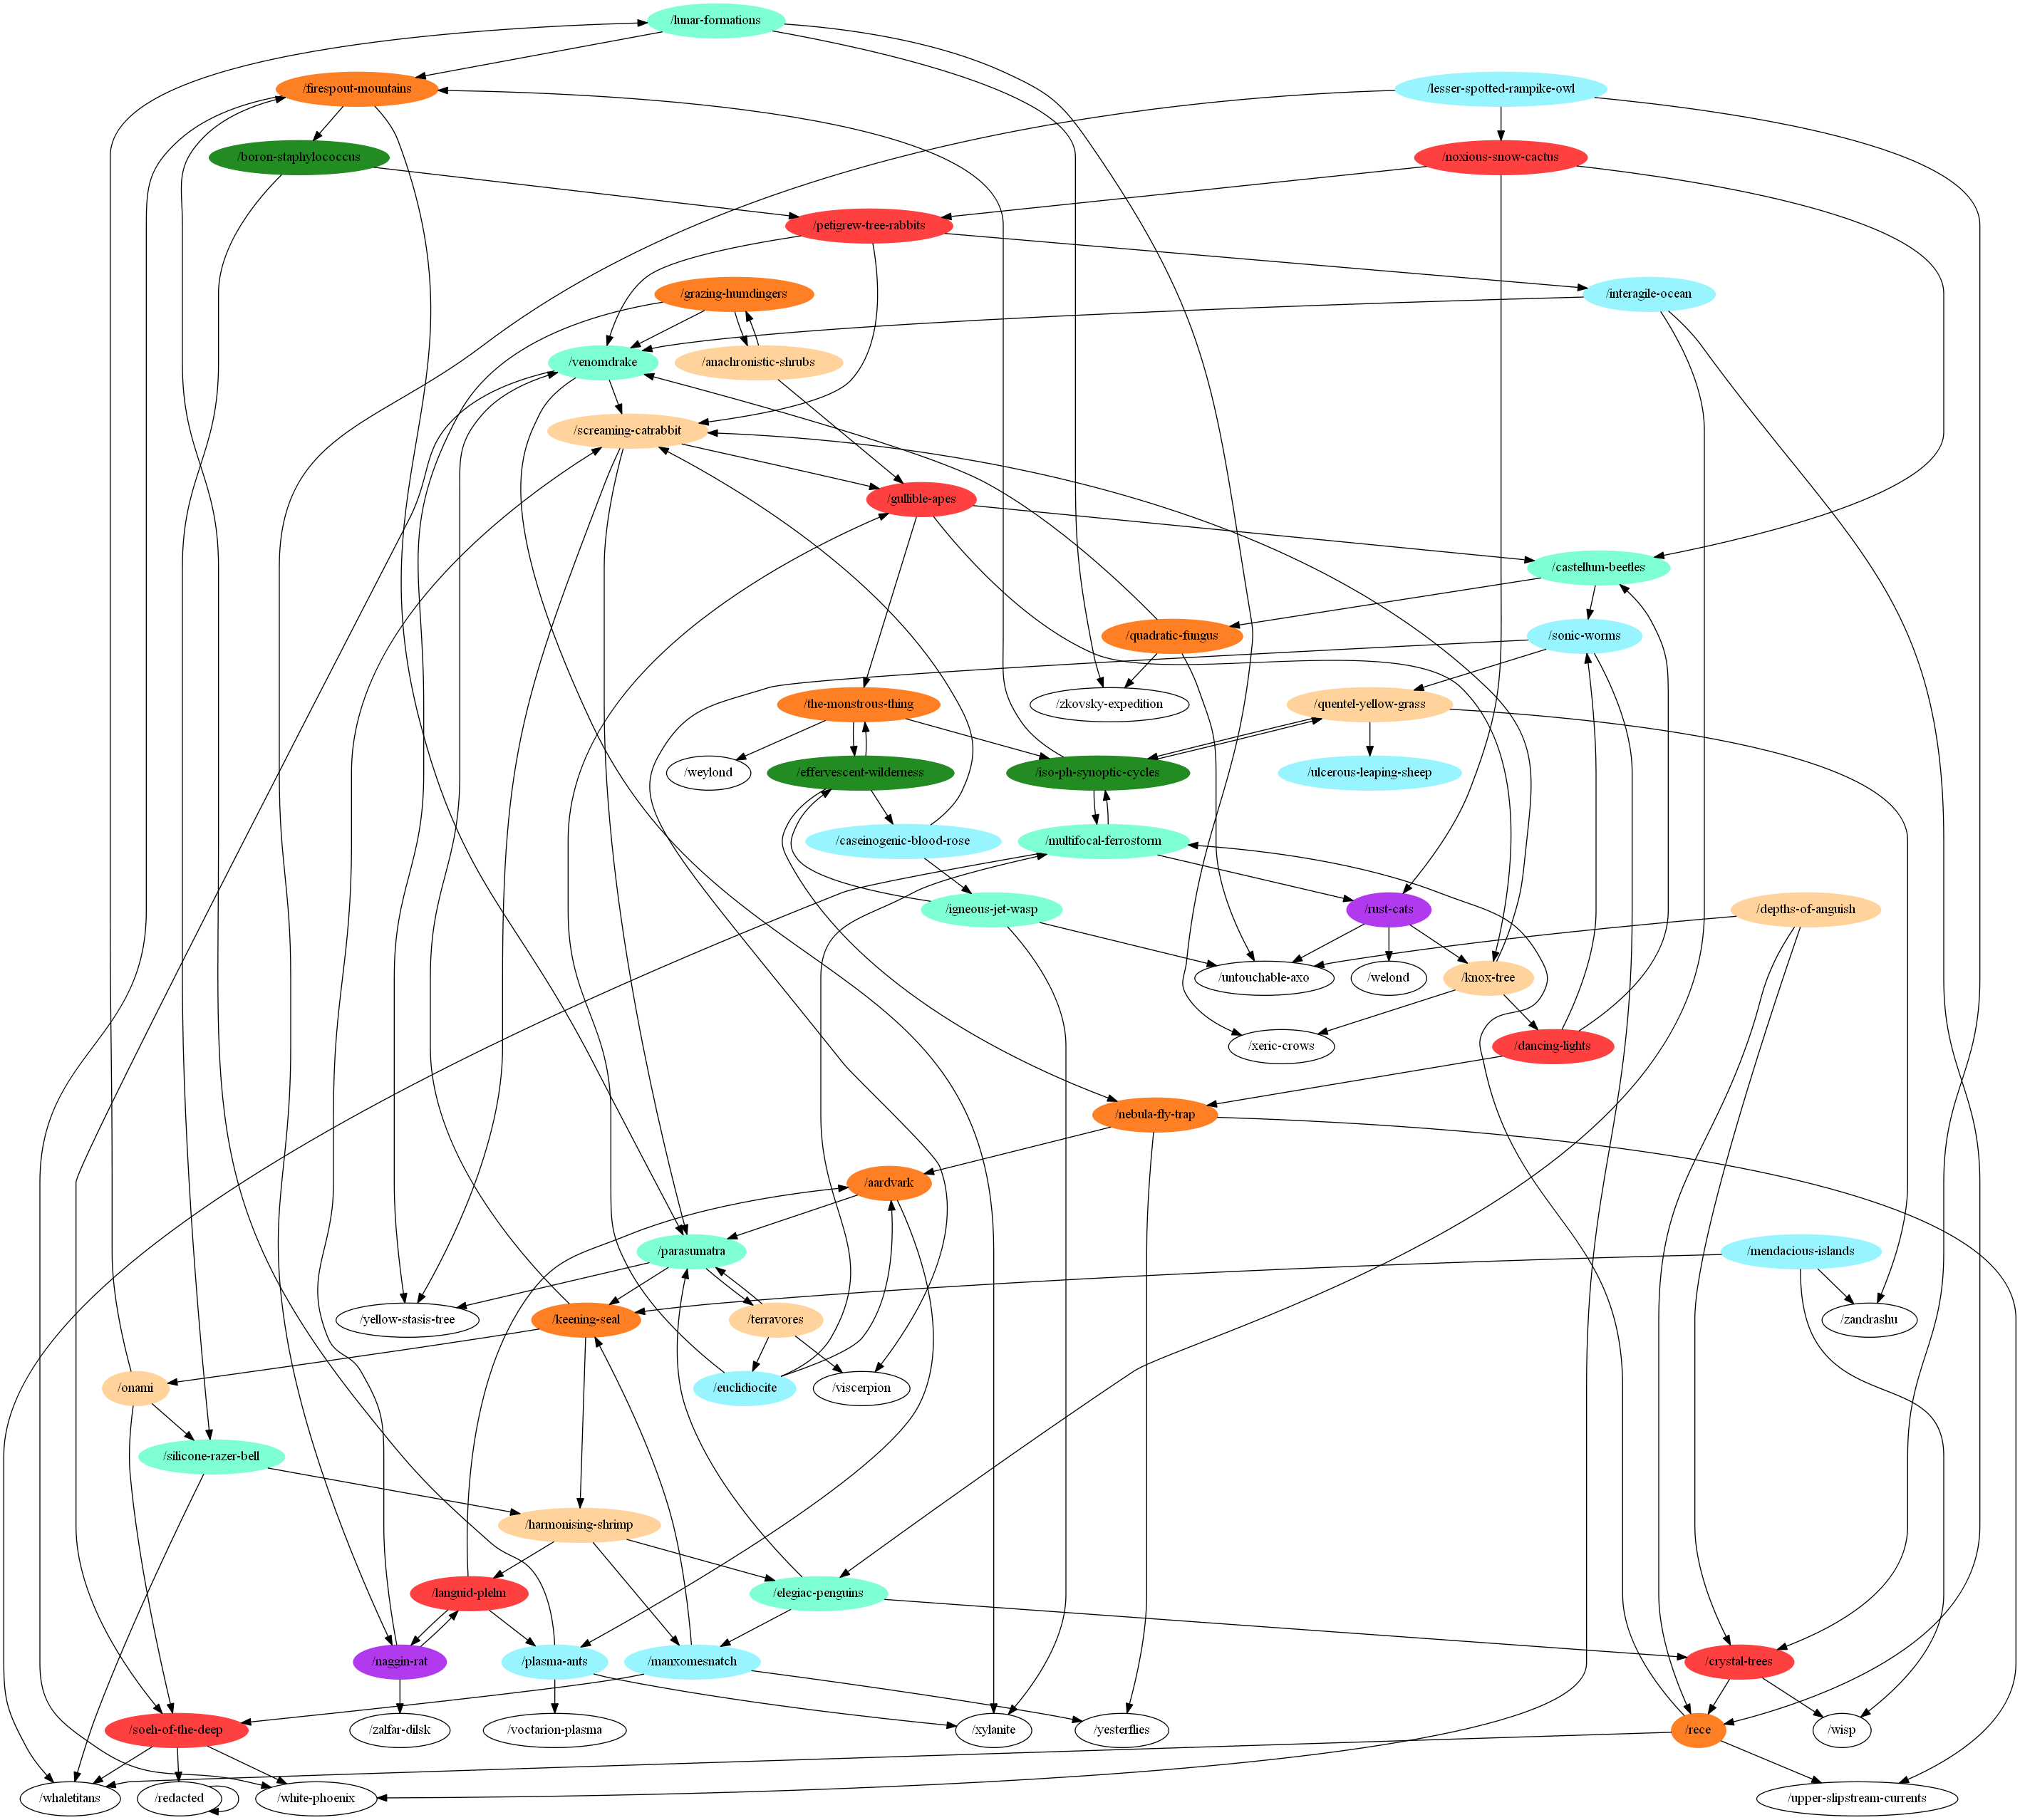 /lunar-formations
/firespout-mountains
/lesser-spotted-rampike-owl
/boron-staphylococcus
/noxious-snow-cactus
/petigrew-tree-rabbits
/grazing-humdingers
/interagile-ocean
/venomdrake
/anachronistic-shrubs
/screaming-catrabbit
/gullible-apes
/castellum-beetles
/quadratic-fungus
/sonic-worms
/the-monstrous-thing
/zkovsky-expedition
/quentel-yellow-grass
/weylond
/effervescent-wilderness
/iso-ph-synoptic-cycles
/ulcerous-leaping-sheep
/caseinogenic-blood-rose
/multifocal-ferrostorm
/igneous-jet-wasp
/rust-cats
/depths-of-anguish
/untouchable-axo
/welond
/knox-tree
/xeric-crows
/dancing-lights
/nebula-fly-trap
/aardvark
/parasumatra
/mendacious-islands
/yellow-stasis-tree
/keening-seal
/terravores
/zandrashu
/onami
/euclidiocite
/viscerpion
/silicone-razer-bell
/harmonising-shrimp
/languid-plelm
/elegiac-penguins
/naggin-rat
/plasma-ants
/manxomesnatch
/crystal-trees
/soeh-of-the-deep
/zalfar-dilsk
/voctarion-plasma
/xylanite
/yesterflies
/rece
/wisp
/whaletitans
/redacted
/white-phoenix
/upper-slipstream-currents